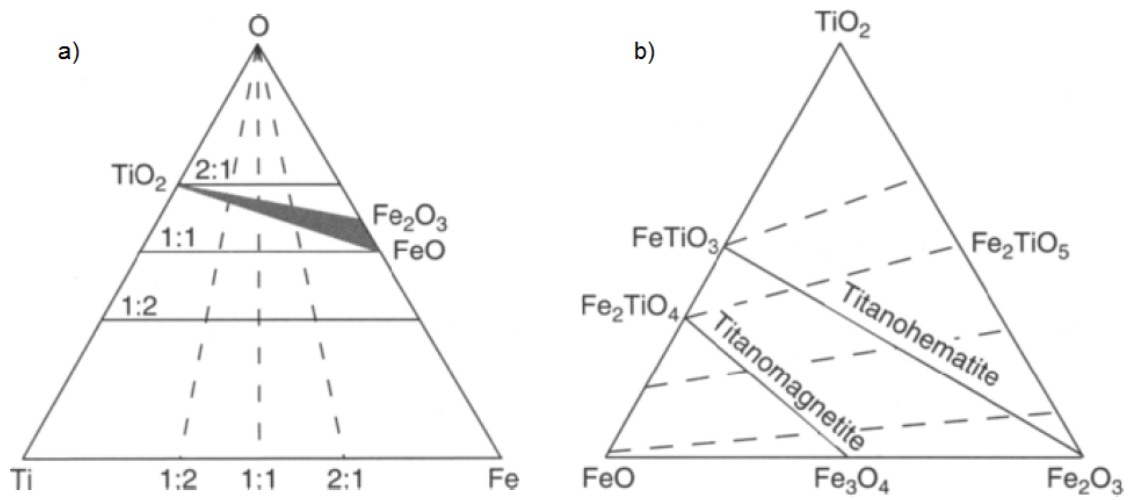 a)
O
TiO₂
2:1
Fe₂O₃
1:1
FeO
1:2
Ti
1:2
1:1
2:1
Fe
b)
TiO₂
FeTiO₃
Fe₂TiO₅
Fe₂TiO₄
Titanohematite
Titanomagnetite
FeO
Fe₃O₄
Fe₂O₃